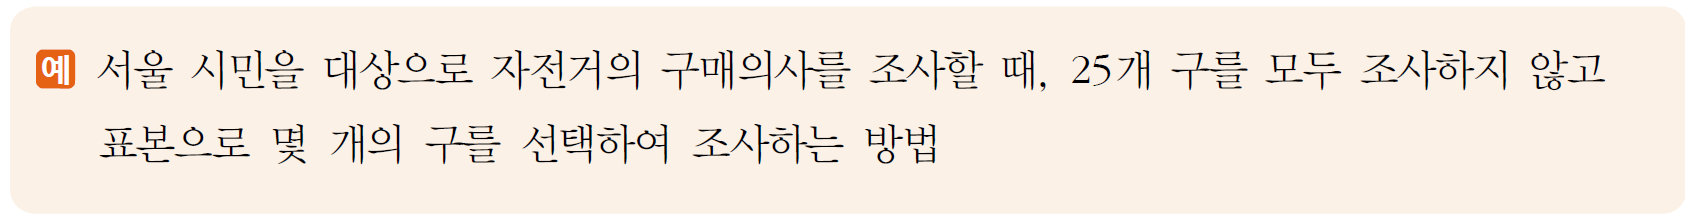 예 서울 시민을 대상으로 자전거의 구매의사를 조사할 때, 25개 구를 모두 조사하지 않고
표본으로 몇 개의 구를 선택하여 조사하는 방법